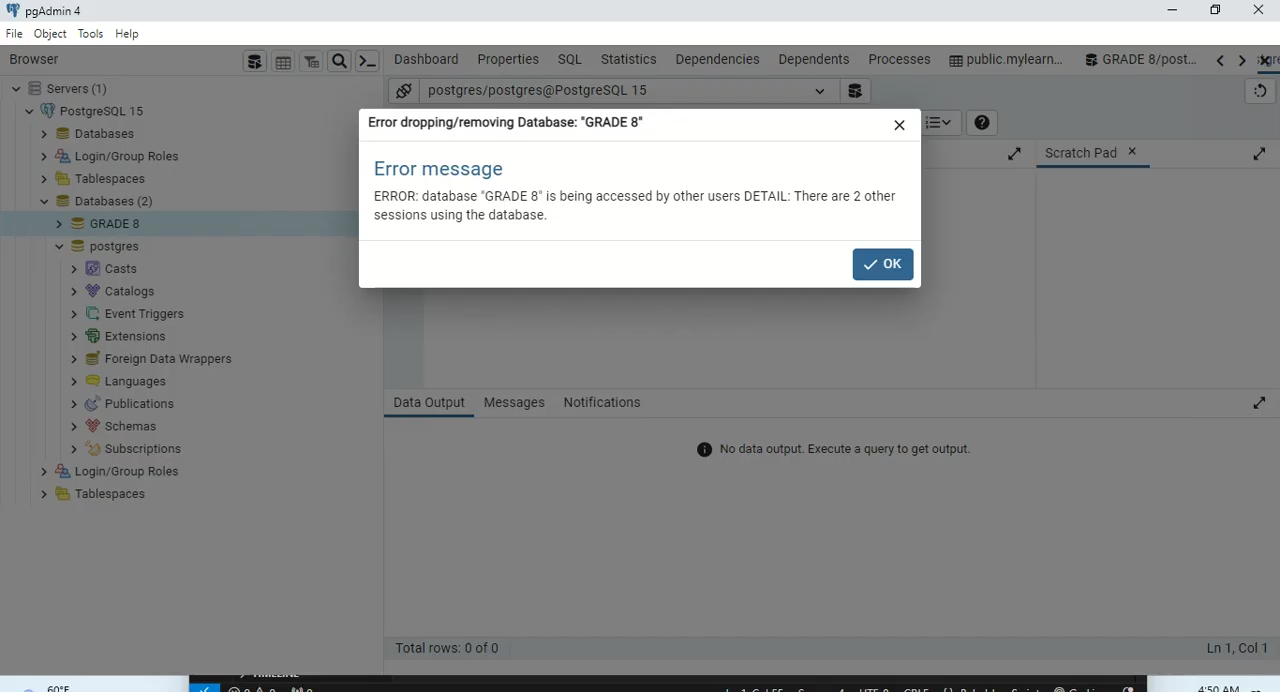 pgAdmin 4
File Object Tools Help
Browser
Dashboard Properties SQL Statistics Dependencies Dependents Processes public.mylearn... GRADE 8/post...
Servers (1)
postgres/postgres@PostgreSQL 15
PostgreSQL 15
Databases
Login/Group Roles
Tablespaces
Databases (2)
GRADE 8
postgres
Casts
Catalogs
Event Triggers
Extensions
Foreign Data Wrappers
Languages
Publications
Schemas
Subscriptions
Login/Group Roles
Tablespaces
Error dropping/removing Database: "GRADE 8"
Error message
ERROR: database "GRADE 8" is being accessed by other users DETAIL: There are 2 other
sessions using the database.
OK
Scratch Pad
Data Output Messages Notifications
No data output. Execute a query to get output.
Total rows: 0 of 0
Ln 1, Col 1
60°F
4:50 AM